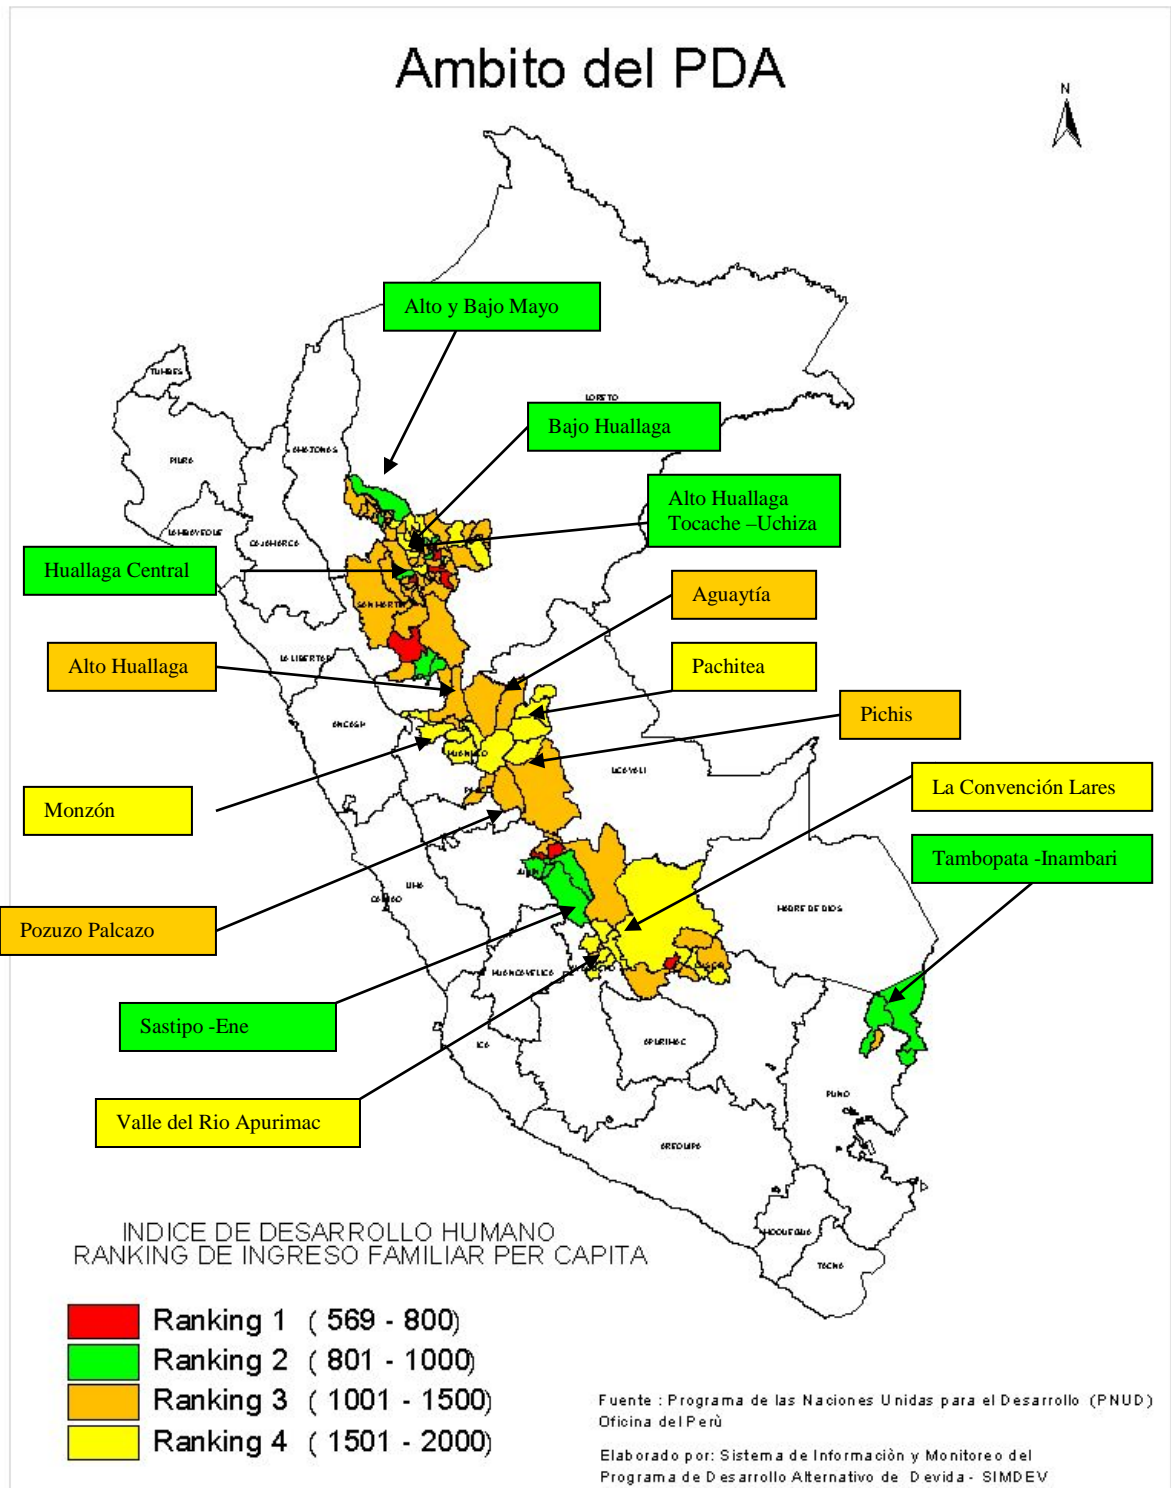 Ambito del PDA
N
Alto y Bajo Mayo
TUMBES
LORETO
Bajo Huallaga
PIURA
Alto Huallaga
Tocache –Uchiza
Huallaga Central
Aguaytía
Alto Huallaga
Pachitea
Pichis
La Convención Lares
Monzón
Tambopata -Inambari
Pozuzo Palcazo
Sastipo -Ene
Valle del Rio Apurimac
PUNO
INDICE DE DESARROLLO HUMANO
RANKING DE INGRESO FAMILIAR PER CAPITA
Ranking 1 ( 569 - 800)
Ranking 2 ( 801 - 1000)
Ranking 3 ( 1001 - 1500)
Ranking 4 ( 1501 - 2000)
Fuente : Programa de las Naciones Unidas para el Desarrollo (PNUD)
Oficina del Perù
Elaborado por: Sistema de Informaciòn y Monitoreo del
Programa de Desarrollo Alternativo de Devida - SIMDEV